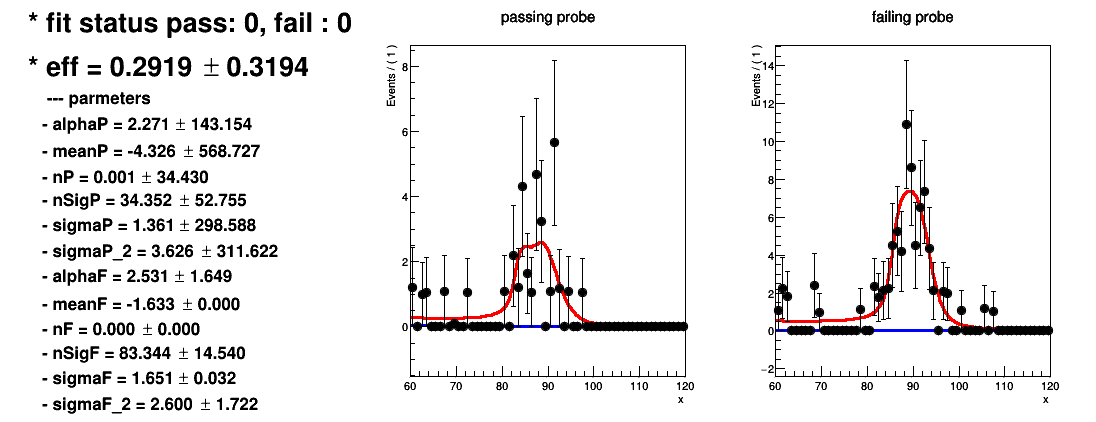 * fit status pass: 0, fail : 0
* eff = 0.2919 ± 0.3194
--- parmeters
- alphaP = 2.271 ± 143.154
- meanP = -4.326 ± 568.727
- nP = 0.001 ± 34.430
- nSigP = 34.352 ± 52.755
- sigmaP = 1.361 ± 298.588
- sigmaP_2 = 3.626 ± 311.622
- alphaF = 2.531 ± 1.649
- meanF = -1.633 ± 0.000
- nF = 0.000 ± 0.000
- nSigF = 83.344 ± 14.540
- sigmaF = 1.651 ± 0.032
- sigmaF_2 = 2.600 ± 1.722
passing probe
Events / ( 1 )
8
6
4
2
0
60 70 80 90 100 110 120
x
failing probe
Events / ( 1 )
14
12
10
8
6
4
2
0
−2
60 70 80 90 100 110 120
x